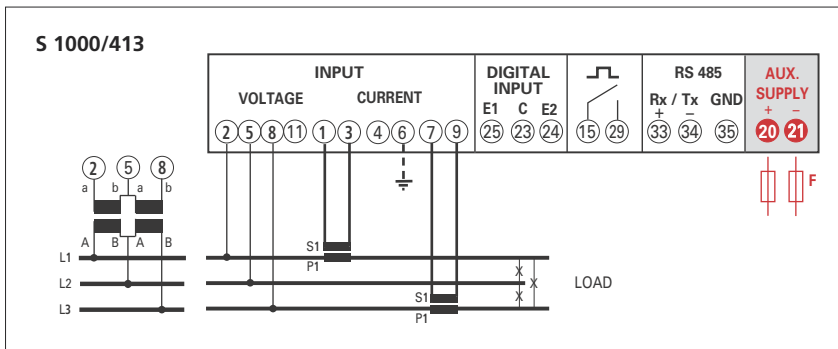 S 1000/413
INPUT
VOLTAGE CURRENT
DIGITAL
INPUT
E1 C E2
RS 485
Rx / Tx GND
+ −
AUX.
SUPPLY
+ −
2 5 8 11 1 3 4 6 7 9 25 23 24 15 29 33 34 35 20 21
2 5 8
a b a b
F
A B A B
S1
L1
P1
L2
X X
LOAD
S1
X
L3
P1